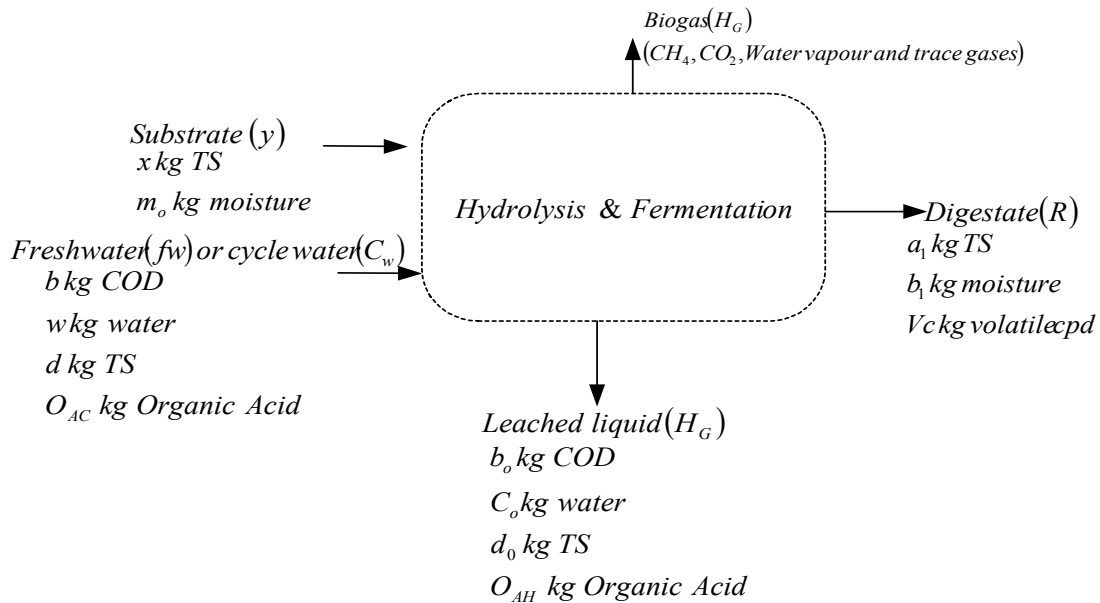 Biogas(H_G)
(CH_4, CO_2, Water vapour and trace gases)
Substrate (y)
x kg TS
m_o kg moisture
Hydrolysis & Fermentation
Digestate(R)
a_1 kg TS
b_1 kg moisture
Vc kg volatilecpd
Freshwater(fw) or cycle water(C_w)
b kg COD
w kg water
d kg TS
O_AC kg Organic Acid
Leached liquid(H_G)
b_o kg COD
C_o kg water
d_0 kg TS
O_AH kg Organic Acid